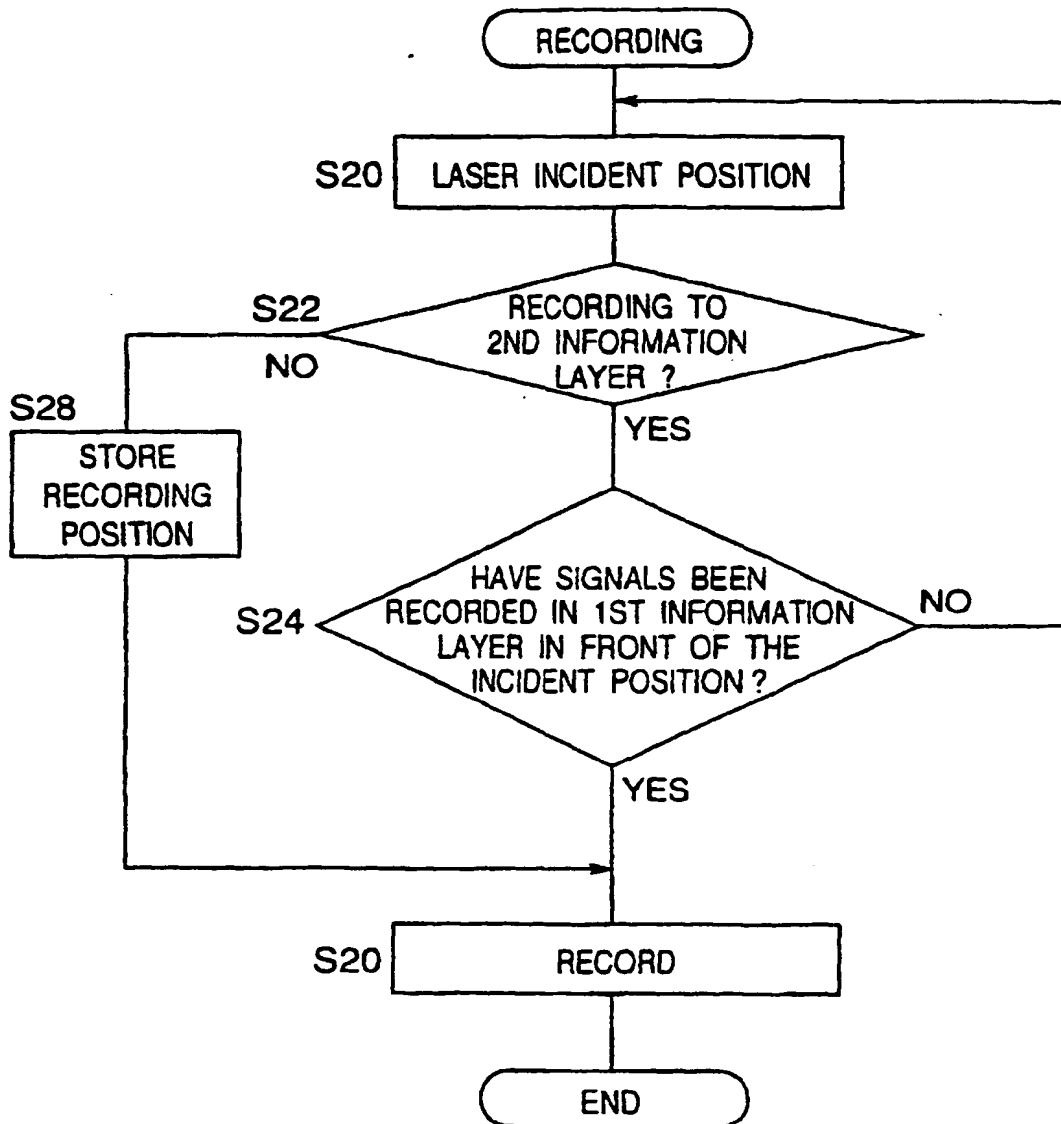 RECORDING
S20
LASER INCIDENT POSITION
S22
NO
RECORDING TO
2ND INFORMATION
LAYER ?
YES
S28
STORE
RECORDING
POSITION
S24
HAVE SIGNALS BEEN
RECORDED IN 1ST INFORMATION
LAYER IN FRONT OF THE
INCIDENT POSITION ?
NO
YES
S20
RECORD
END